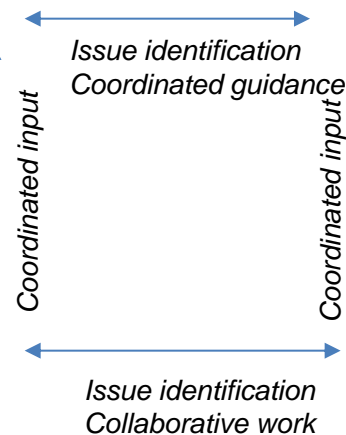 Issue identification
Coordinated guidance
Coordinated input
Coordinated input
Issue identification
Collaborative work